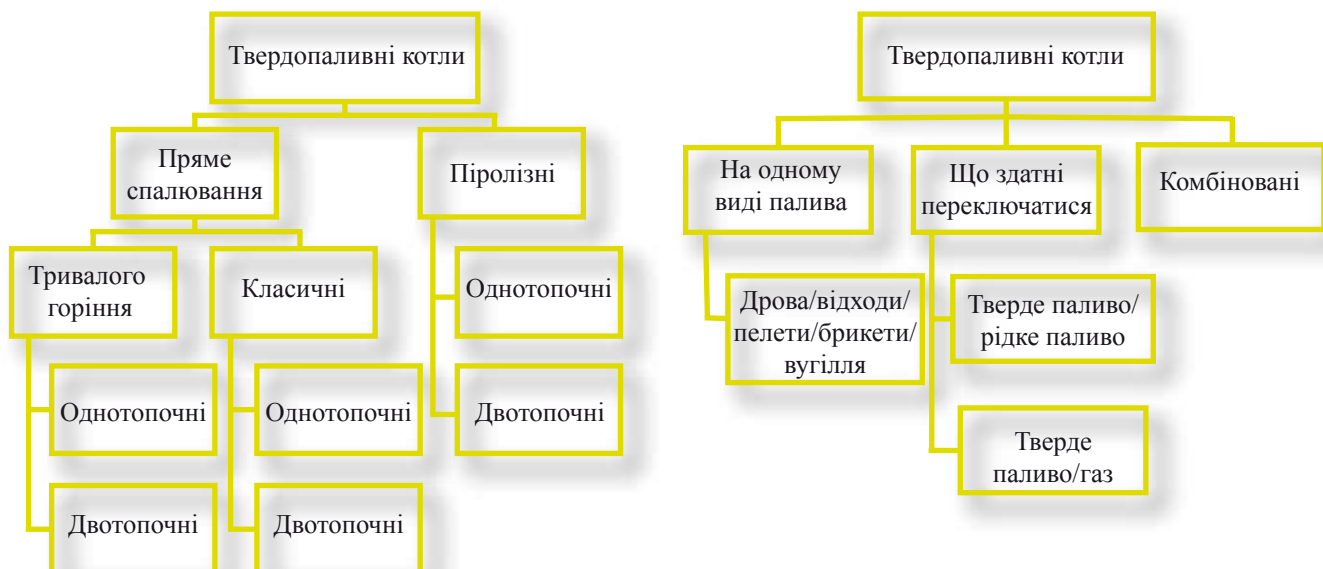 Твердопаливні котли
Пряме
спалювання
Піролізні
Тривалого
горіння
Класичні
Однотопочні
Однотопочні
Однотопочні
Двотопочні
Двотопочні
Двотопочні
Твердопаливні котли
На одному
виді палива
Що здатні
переключатися
Комбіновані
Дрова/відходи/
пелети/брикети/
вугілля
Тверде паливо/
рідке паливо
Тверде
паливо/газ